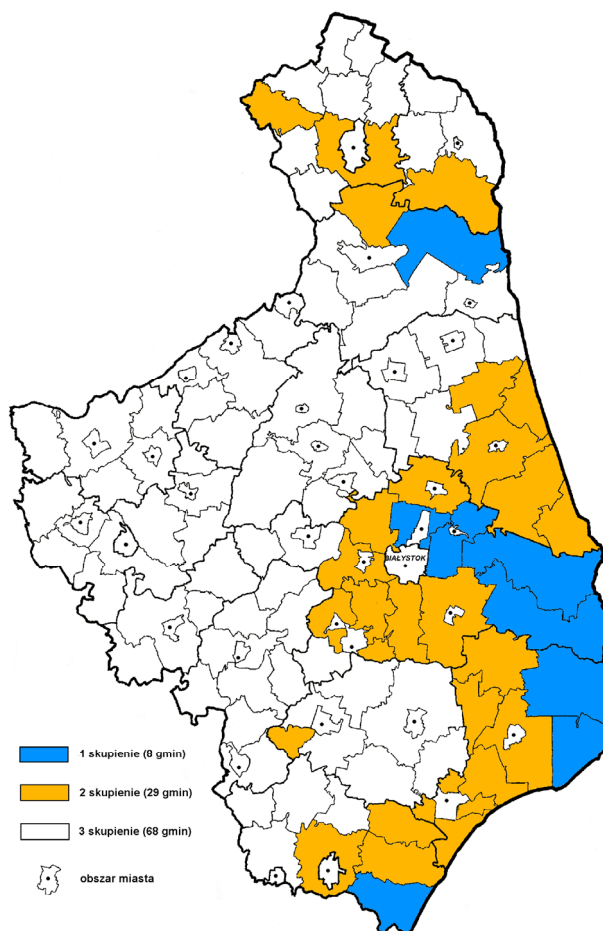 BIAŁYSTOK
1 skupienie (8 gmin)
2 skupienie (29 gmin)
3 skupienie (68 gmin)
obszar miasta